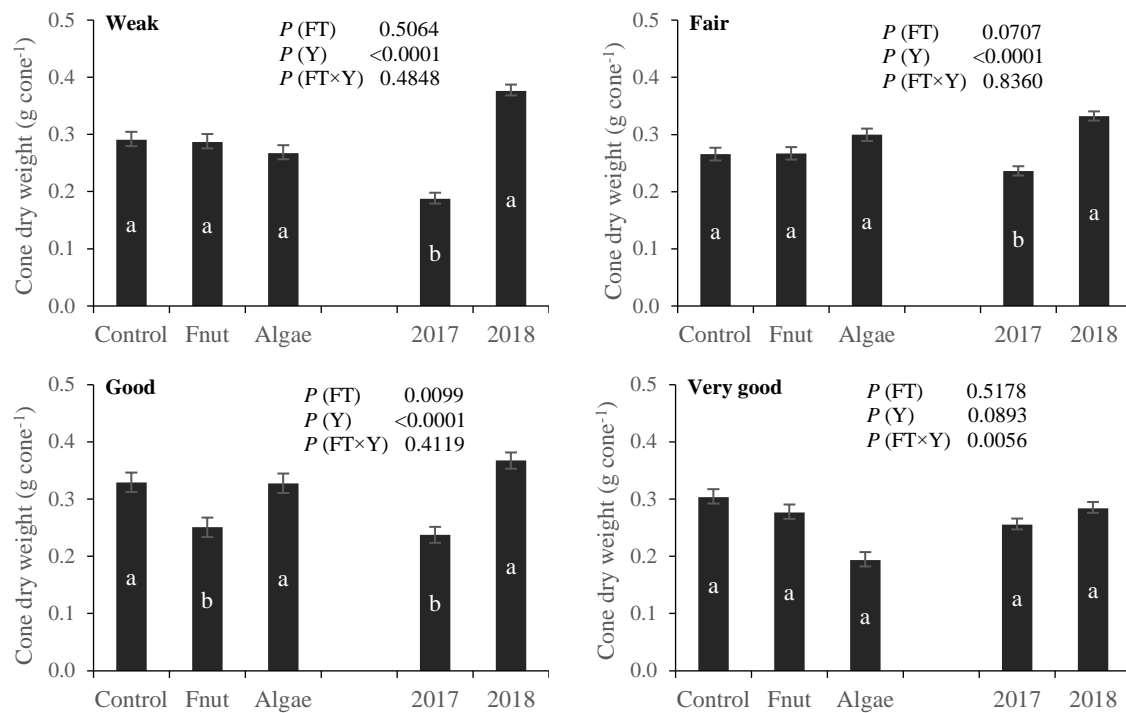 Weak
P (FT) 0.5064
P (Y) <0.0001
P (FT×Y) 0.4848
Cone dry weight (g cone⁻¹)
0.5
0.4
0.3
0.2
0.1
0.0
a a a b a
Control Fnut Algae 2017 2018
Fair
P (FT) 0.0707
P (Y) <0.0001
P (FT×Y) 0.8360
Cone dry weight (g cone⁻¹)
0.5
0.4
0.3
0.2
0.1
0.0
a a a b a
Control Fnut Algae 2017 2018
Good
P (FT) 0.0099
P (Y) <0.0001
P (FT×Y) 0.4119
Cone dry weight (g cone⁻¹)
0.5
0.4
0.3
0.2
0.1
0.0
a b a b a
Control Fnut Algae 2017 2018
Very good
P (FT) 0.5178
P (Y) 0.0893
P (FT×Y) 0.0056
Cone dry weight (g cone⁻¹)
0.5
0.4
0.3
0.2
0.1
0.0
a a a a a
Control Fnut Algae 2017 2018